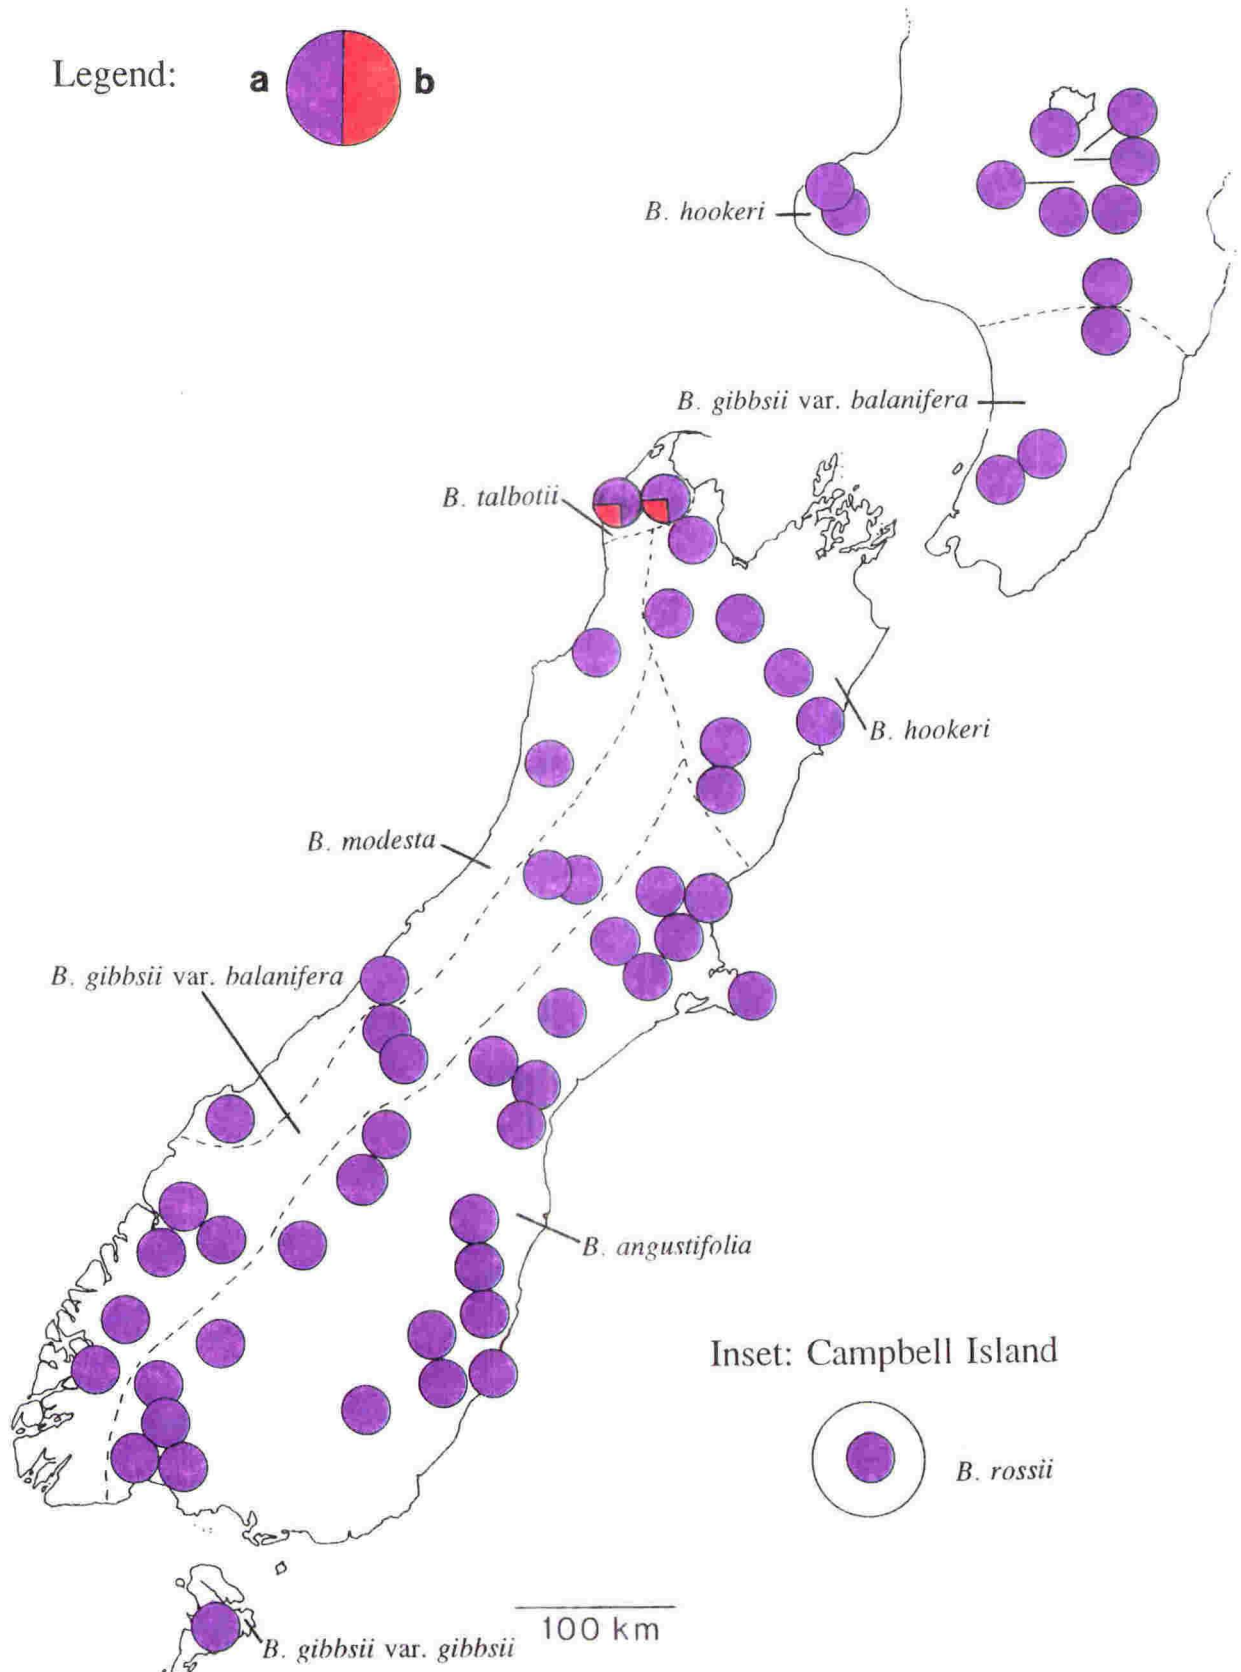 Legend: a b
B. hookeri
B. gibbsii var. balanifera
B. talbotii
B. hookeri
B. modesta
B. gibbsii var. balanifera
B. angustifolia
Inset: Campbell Island
B. rossii
100 km
B. gibbsii var. gibbsii